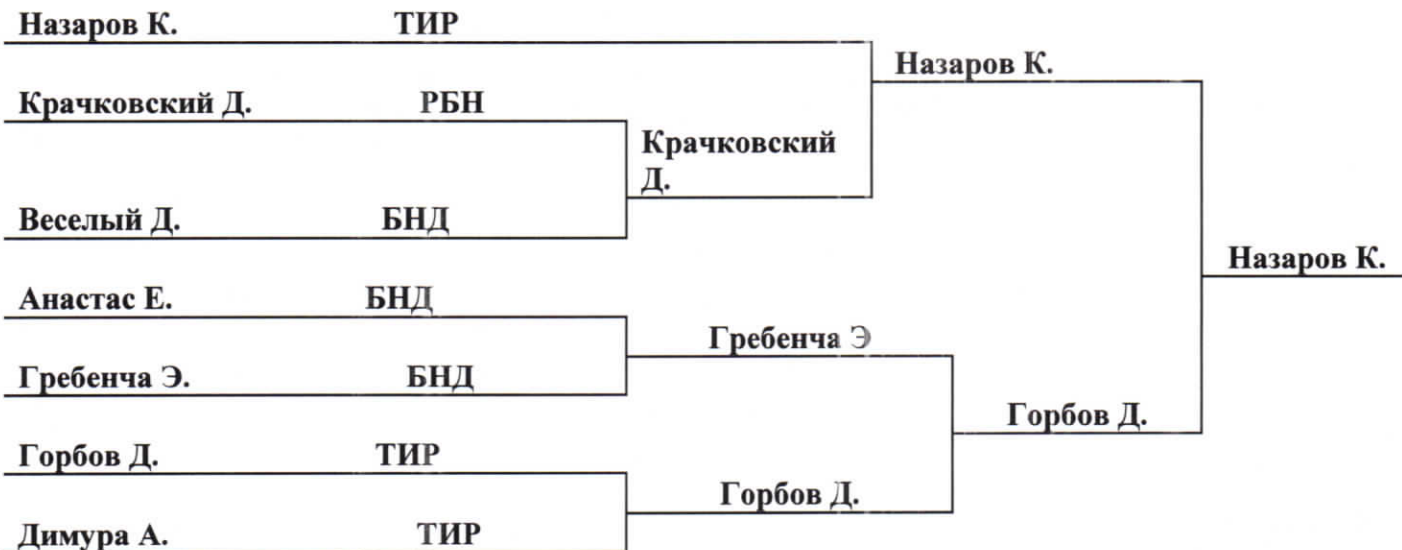 Назаров К. ТИР
Назаров К.
Крачковский Д. РБН
Крачковский
Д.
Веселый Д. БНД
Назаров К.
Анастас Е. БНД
Гребенча Э
Гребенча Э. БНД
Горбов Д.
Горбов Д. ТИР
Горбов Д.
Димура А. ТИР